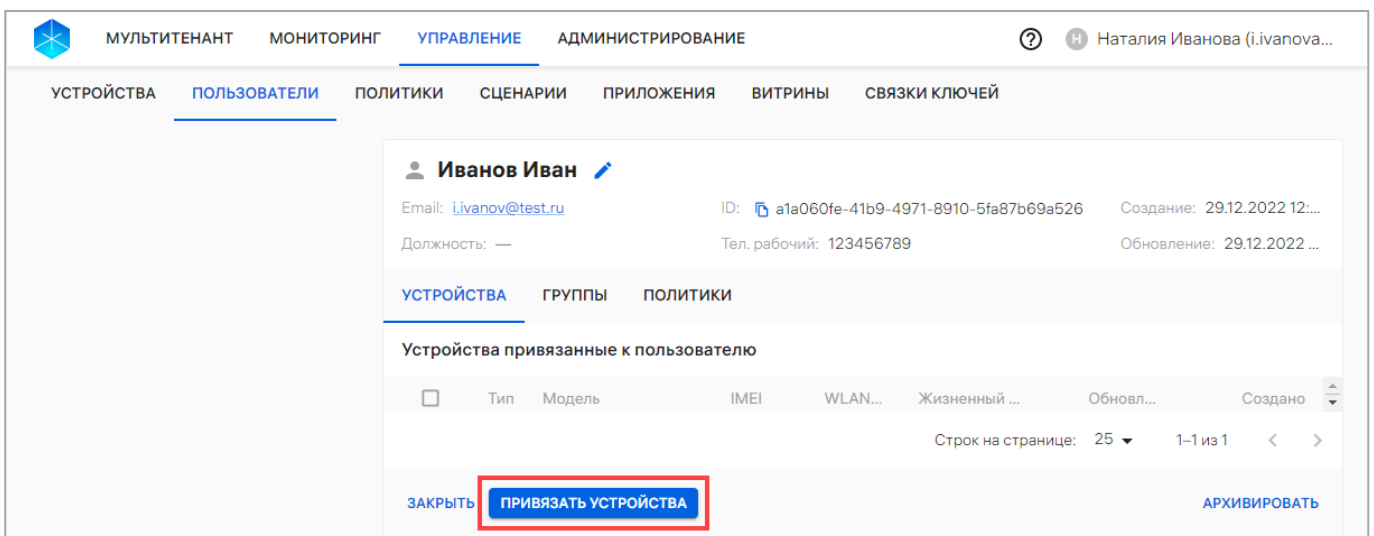 МУЛЬТИТЕНАНТ МОНИТОРИНГ УПРАВЛЕНИЕ АДМИНИСТРИРОВАНИЕ Н Наталия Иванова (i.ivanova...
УСТРОЙСТВА ПОЛЬЗОВАТЕЛИ ПОЛИТИКИ СЦЕНАРИИ ПРИЛОЖЕНИЯ ВИТРИНЫ СВЯЗКИ КЛЮЧЕЙ
Иванов Иван
Email: i.ivanov@test.ru ID: a1a060fe-41b9-4971-8910-5fa87b69a526 Создание: 29.12.2022 12:...
Должность: — Тел. рабочий: 123456789 Обновление: 29.12.2022 ...
УСТРОЙСТВА ГРУППЫ ПОЛИТИКИ
Устройства привязанные к пользователю
Тип Модель IMEI WLAN... Жизненный ... Обновл... Создано
Строк на странице: 25 1–1 из 1
ЗАКРЫТЬ ПРИВЯЗАТЬ УСТРОЙСТВА АРХИВИРОВАТЬ